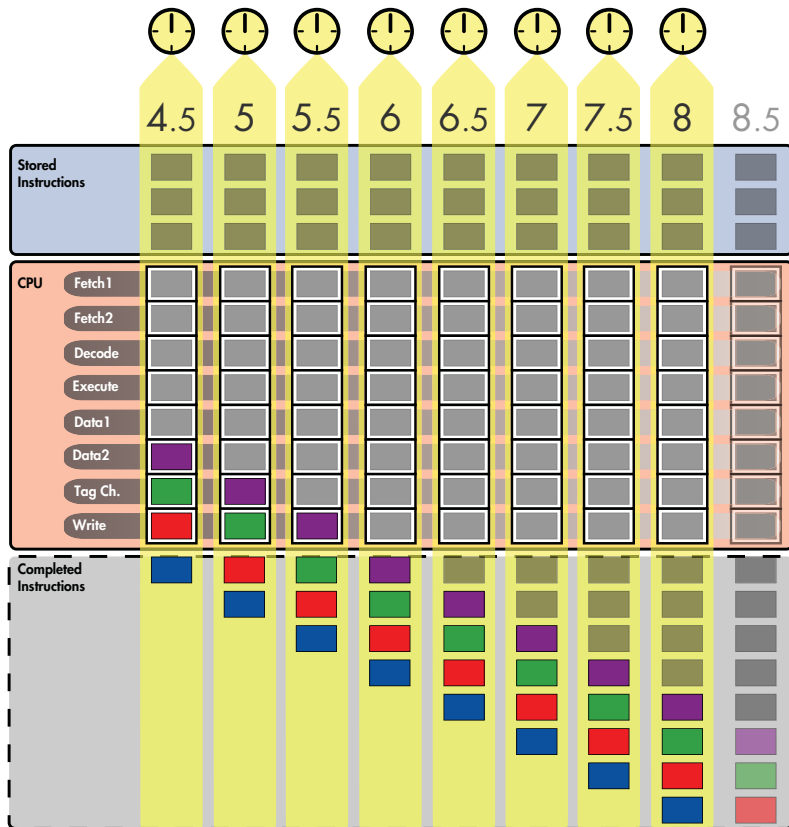 4.5 5 5.5 6 6.5 7 7.5 8 8.5
Stored
Instructions
CPU
Fetch1
Fetch2
Decode
Execute
Data1
Data2
Tag Ch.
Write
Completed
Instructions